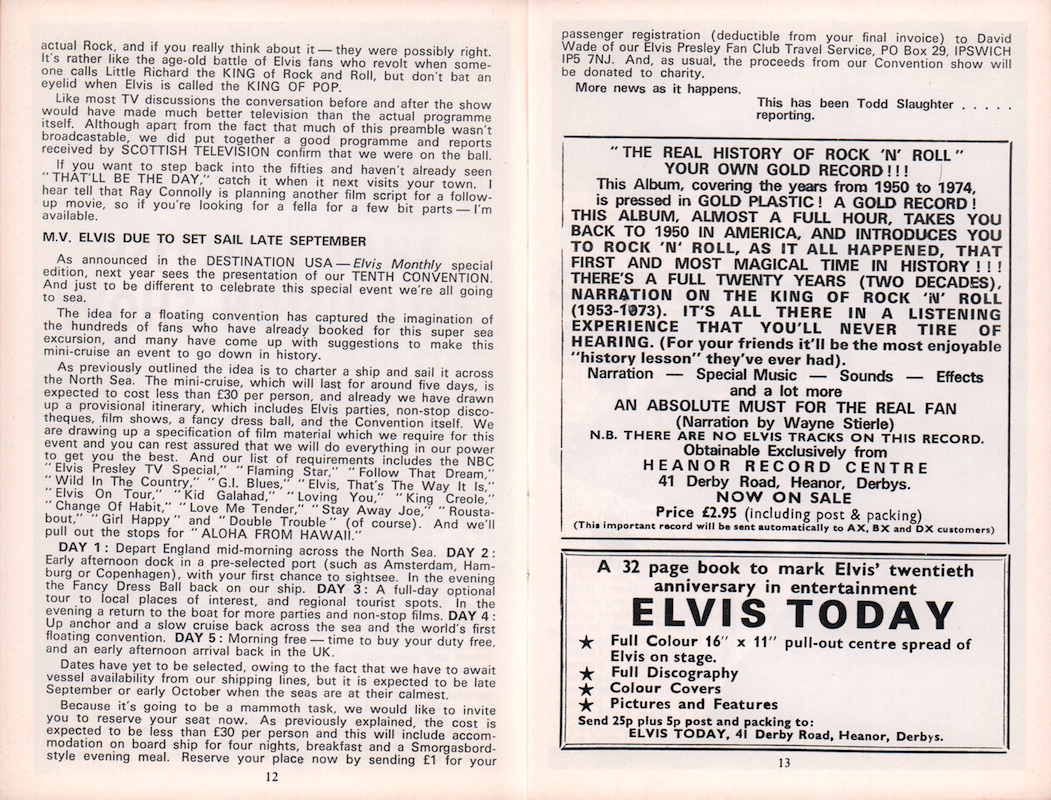 actual Rock, and if you really think about it — they were possibly right.
It's rather like the age-old battle of Elvis fans who revolt when some-
one calls Little Richard the KING of Rock and Roll, but don't bat an
eyelid when Elvis is called the KING OF POP.
Like most TV discussions the conversation before and after the show
would have made much better television than the actual programme
itself. Although apart from the fact that much of this preamble wasn't
broadcastable, we did put together a good programme and reports
received by SCOTTISH TELEVISION confirm that we were on the ball.
If you want to step back into the fifties and haven't already seen
"THAT'LL BE THE DAY," catch it when it next visits your town. I
hear tell that Ray Connolly is planning another film script for a follow-
up movie, so if you're looking for a fella for a few bit parts — I'm
available.
M.V. ELVIS DUE TO SET SAIL LATE SEPTEMBER
As announced in the DESTINATION USA — Elvis Monthly special
edition, next year sees the presentation of our TENTH CONVENTION.
And just to be different to celebrate this special event we're all going
to sea.
The idea for a floating convention has captured the imagination of
the hundreds of fans who have already booked for this super sea
excursion, and many have come up with suggestions to make this
mini-cruise an event to go down in history.
As previously outlined the idea is to charter a ship and sail it across
the North Sea. The mini-cruise, which will last for around five days, is
expected to cost less than £30 per person, and already we have drawn
up a provisional itinerary, which includes Elvis parties, non-stop disco-
theques, film shows, a fancy dress ball, and the Convention itself. We
are drawing up a specification of film material which we require for this
event and you can rest assured that we will do everything in our power
to get you the best. And our list of requirements includes the NBC
"Elvis Presley TV Special," "Flaming Star," "Follow That Dream,"
"Wild In The Country," "G.I. Blues," "Elvis, That's The Way It Is,"
"Elvis On Tour," "Kid Galahad," "Loving You," "King Creole,"
"Change Of Habit," "Love Me Tender," "Stay Away Joe," "Rousta-
bout," "Girl Happy" and "Double Trouble" (of course). And we'll
pull out the stops for "ALOHA FROM HAWAII."
DAY 1: Depart England mid-morning across the North Sea. DAY 2:
Early afternoon dock in a pre-selected port (such as Amsterdam, Ham-
burg or Copenhagen), with your first chance to sightsee. In the evening
the Fancy Dress Ball back on our ship. DAY 3: A full-day optional
tour to local places of interest, and regional tourist spots. In the
evening a return to the boat for more parties and non-stop films. DAY 4:
Up anchor and a slow cruise back across the sea and the world's first
floating convention. DAY 5: Morning free — time to buy your duty free,
and an early afternoon arrival back in the UK.
Dates have yet to be selected, owing to the fact that we have to await
vessel availability from our shipping lines, but it is expected to be late
September or early October when the seas are at their calmest.
Because it's going to be a mammoth task, we would like to invite
you to reserve your seat now. As previously explained, the cost is
expected to be less than £30 per person and this will include accom-
modation on board ship for four nights, breakfast and a Smorgasbord-
style evening meal. Reserve your place now by sending £1 for your
12
passenger registration (deductible from your final invoice) to David
Wade of our Elvis Presley Fan Club Travel Service, PO Box 29, IPSWICH
IP5 7NJ. And, as usual, the proceeds from our Convention show will
be donated to charity.
More news as it happens.
This has been Todd Slaughter . . . . .
reporting.
"THE REAL HISTORY OF ROCK 'N' ROLL"
YOUR OWN GOLD RECORD!!!
This Album, covering the years from 1950 to 1974,
is pressed in GOLD PLASTIC! A GOLD RECORD!
THIS ALBUM, ALMOST A FULL HOUR, TAKES YOU
BACK TO 1950 IN AMERICA, AND INTRODUCES YOU
TO ROCK 'N' ROLL, AS IT ALL HAPPENED, THAT
FIRST AND MOST MAGICAL TIME IN HISTORY!!!
THERE'S A FULL TWENTY YEARS (TWO DECADES),
NARRATION ON THE KING OF ROCK 'N' ROLL
(1953-1973). IT'S ALL THERE IN A LISTENING
EXPERIENCE THAT YOU'LL NEVER TIRE OF
HEARING. (For your friends it'll be the most enjoyable
"history lesson" they've ever had).
Narration — Special Music — Sounds — Effects
and a lot more
AN ABSOLUTE MUST FOR THE REAL FAN
(Narration by Wayne Stierle)
N.B. THERE ARE NO ELVIS TRACKS ON THIS RECORD.
Obtainable Exclusively from
HEANOR RECORD CENTRE
41 Derby Road, Heanor, Derbys.
NOW ON SALE
Price £2.95 (including post & packing)
(This important record will be sent automatically to AX, BX and DX customers)
A 32 page book to mark Elvis' twentieth
anniversary in entertainment
ELVIS TODAY
★ Full Colour 16" x 11" pull-out centre spread of
Elvis on stage.
★ Full Discography
★ Colour Covers
★ Pictures and Features
Send 25p plus 5p post and packing to:
ELVIS TODAY, 41 Derby Road, Heanor, Derbys.
13